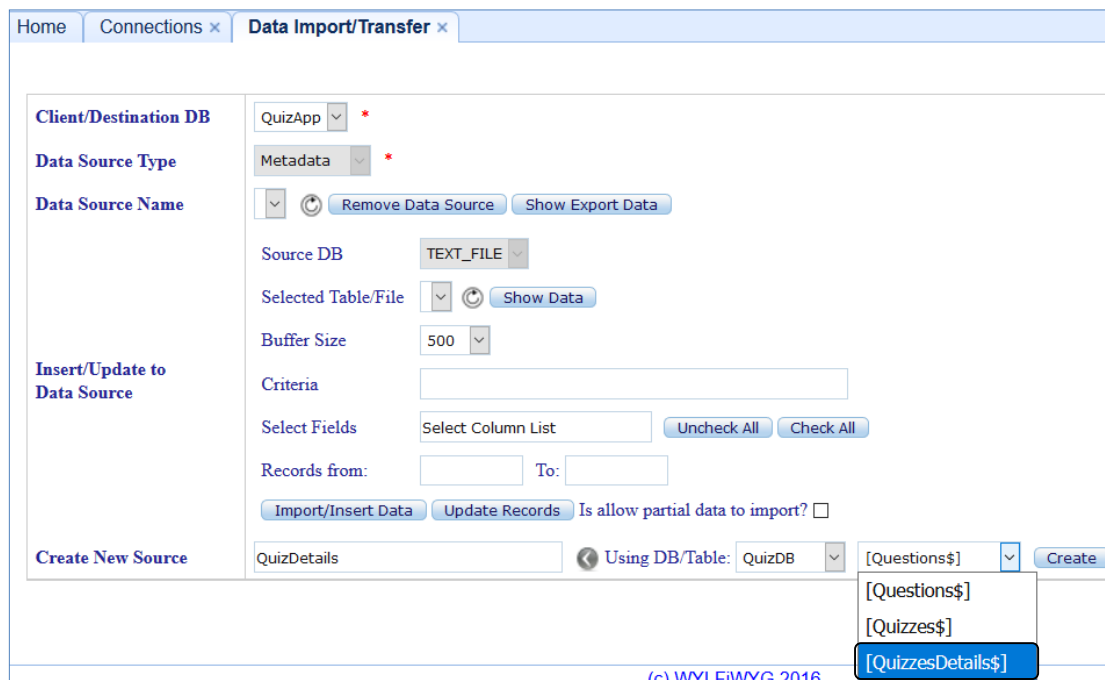 Home Connections × Data Import/Transfer ×
Client/Destination DB QuizApp *
Data Source Type Metadata *
Data Source Name Remove Data Source Show Export Data
Source DB TEXT_FILE
Selected Table/File Show Data
Buffer Size 500
Insert/Update to
Data Source
Criteria
Select Fields Select Column List Uncheck All Check All
Records from: To:
Import/Insert Data Update Records Is allow partial data to import?
Create New Source QuizDetails Using DB/Table: QuizDB [Questions$] Create
[Questions$]
[Quizzes$]
[QuizzesDetails$]